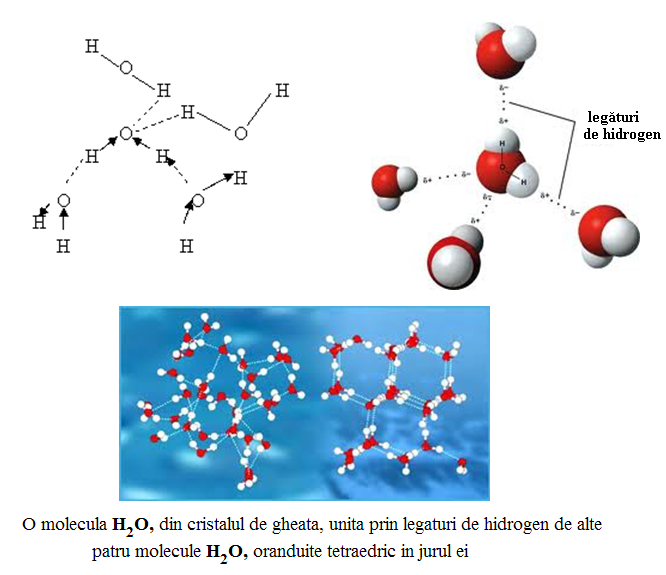 H
O
H
H
H
O
O
H
H
O
H
H
O
H
H
δ−
δ+
legături
de hidrogen
H
O
H
δ+
δ−
δ+
δ−
δ+
O molecula H₂O, din cristalul de gheata, unita prin legaturi de hidrogen de alte
patru molecule H₂O, oranduite tetraedric in jurul ei